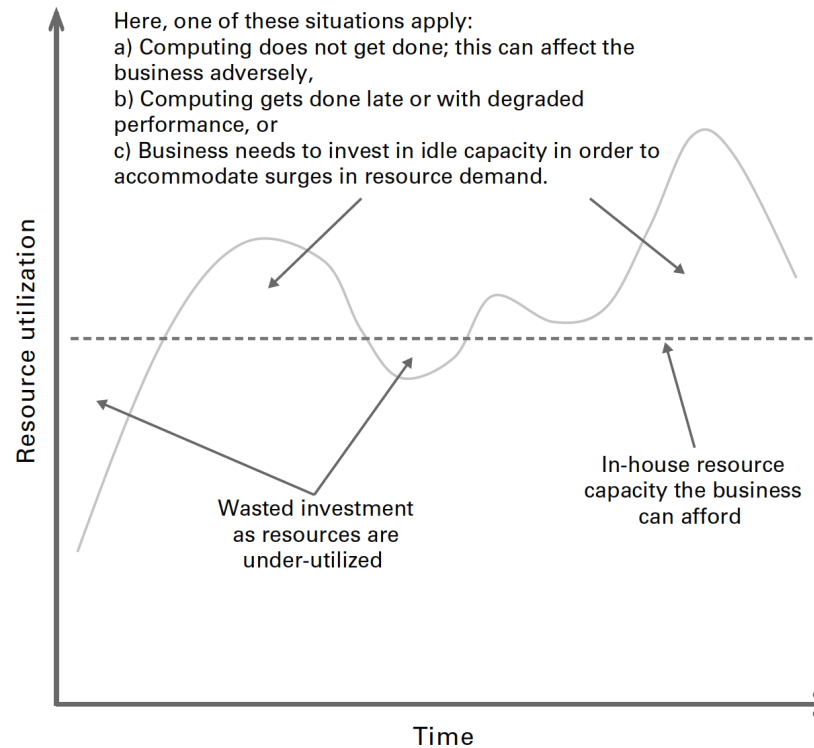 Here, one of these situations apply:
a) Computing does not get done; this can affect the
business adversely,
b) Computing gets done late or with degraded
performance, or
c) Business needs to invest in idle capacity in order to
accommodate surges in resource demand.
Resource utilization
In-house resource
capacity the business
can afford
Wasted investment
as resources are
under-utilized
Time